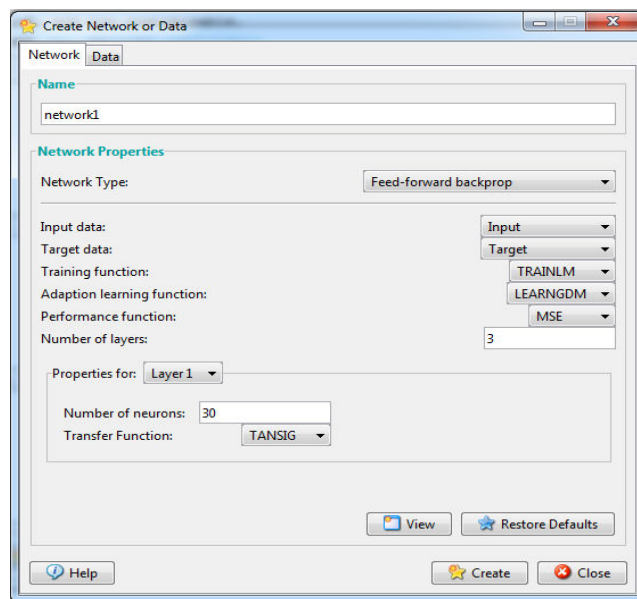 Create Network or Data
Network Data
Name
network1
Network Properties
Network Type: Feed-forward backprop
Input data: Input
Target data: Target
Training function: TRAINLM
Adaption learning function: LEARNGDM
Performance function: MSE
Number of layers: 3
Properties for: Layer 1
Number of neurons: 30
Transfer Function: TANSIG
View Restore Defaults
Help Create Close